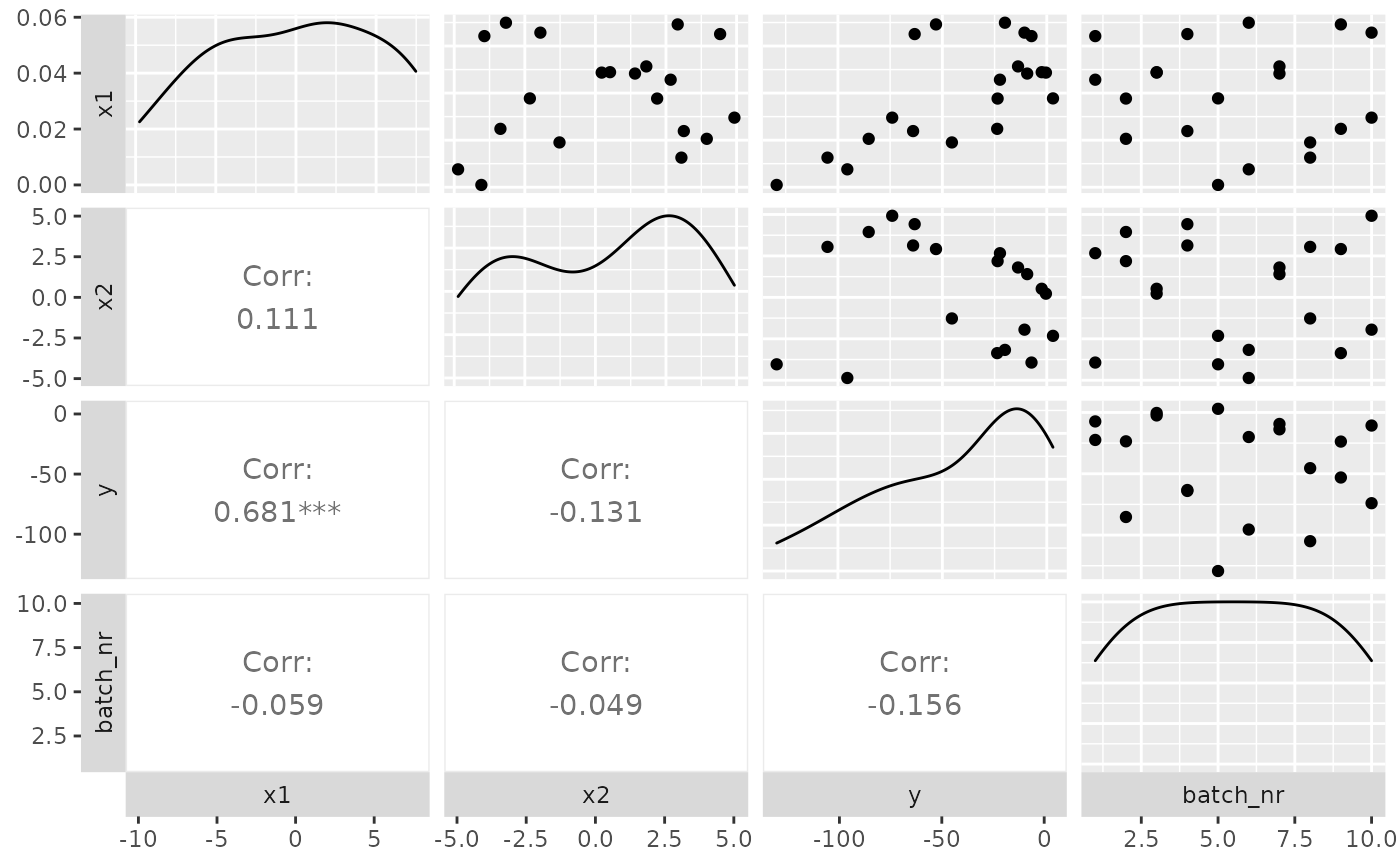 0.06
0.04
0.02
0.00
x1
5.0
2.5
0.0
-2.5
-5.0
x2
Corr:
0.111
0
-50
-100
y
Corr:
0.681***
Corr:
-0.131
10.0
7.5
5.0
2.5
batch_nr
Corr:
-0.059
Corr:
-0.049
Corr:
-0.156
x1 x2 y batch_nr
-10 -5 0 5 -5.0 -2.5 0.0 2.5 5.0 -100 -50 0 2.5 5.0 7.5 10.0